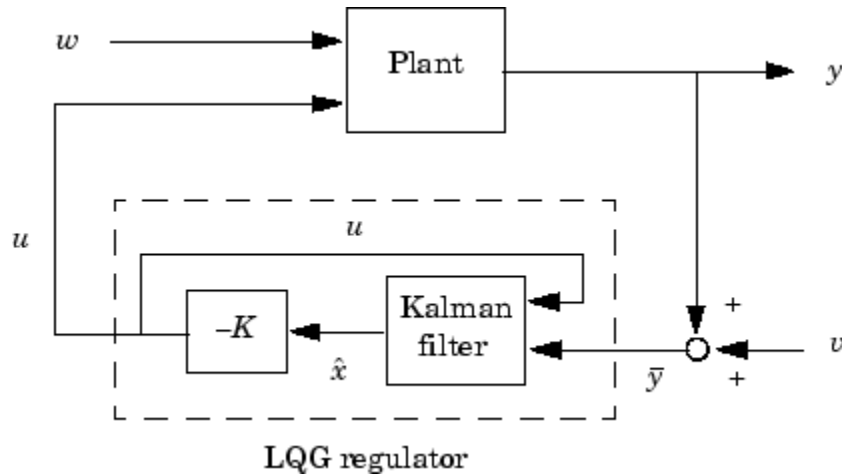 w
Plant
y
u
u
Kalman
filter
–K
x̂
ȳ
+
+
v
LQG regulator